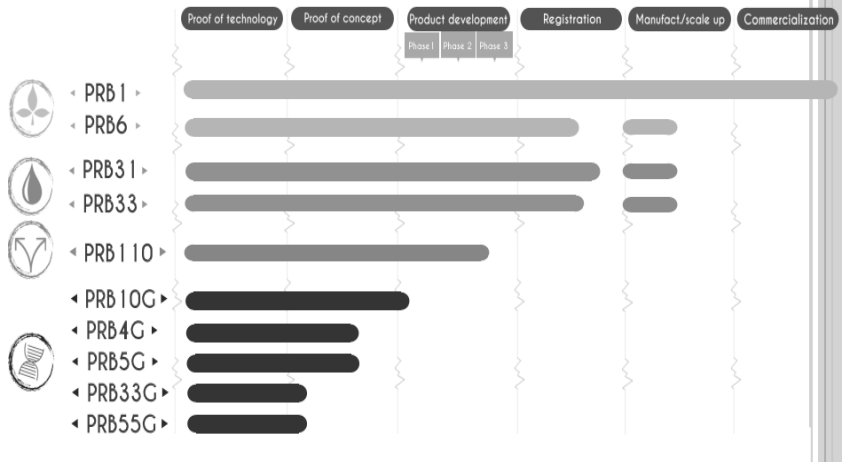 Proof of technology Proof of concept Product development Registration Manufact./scale up Commercialization
Phase 1 Phase 2 Phase 3
PRB1
PRB6
PRB31
PRB33
PRB110
PRB10G
PRB4G
PRB5G
PRB33G
PRB55G